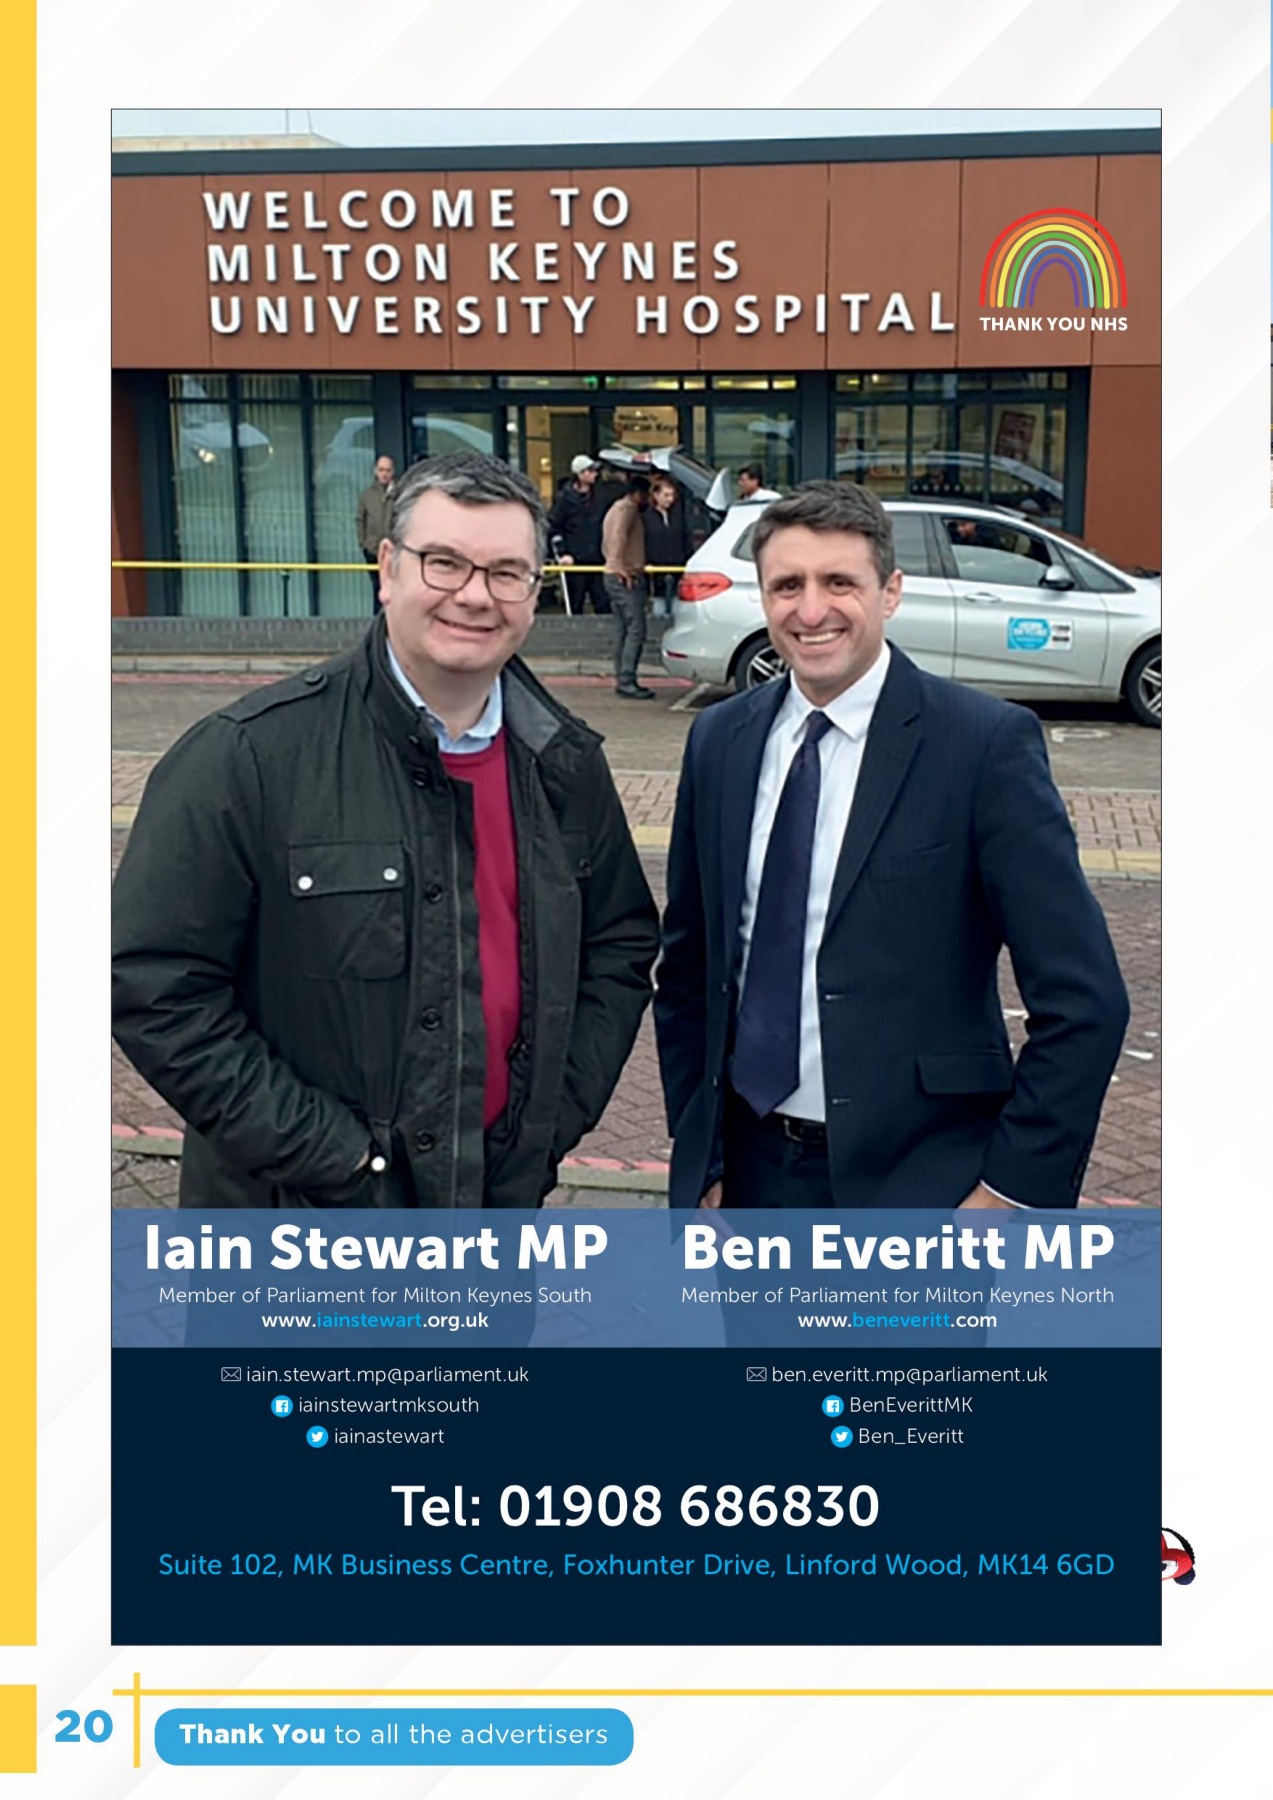 WELCOME TO
MILTON KEYNES
UNIVERSITY HOSPITAL
THANK YOU NHS
Iain Stewart MP
Member of Parliament for Milton Keynes South
www.iainstewart.org.uk
Ben Everitt MP
Member of Parliament for Milton Keynes North
www.beneveritt.com
iain.stewart.mp@parliament.uk
iainstewartmksouth
iainastewart
ben.everitt.mp@parliament.uk
BenEverittMK
Ben_Everitt
Tel: 01908 686830
Suite 102, MK Business Centre, Foxhunter Drive, Linford Wood, MK14 6GD
20
Thank You to all the advertisers